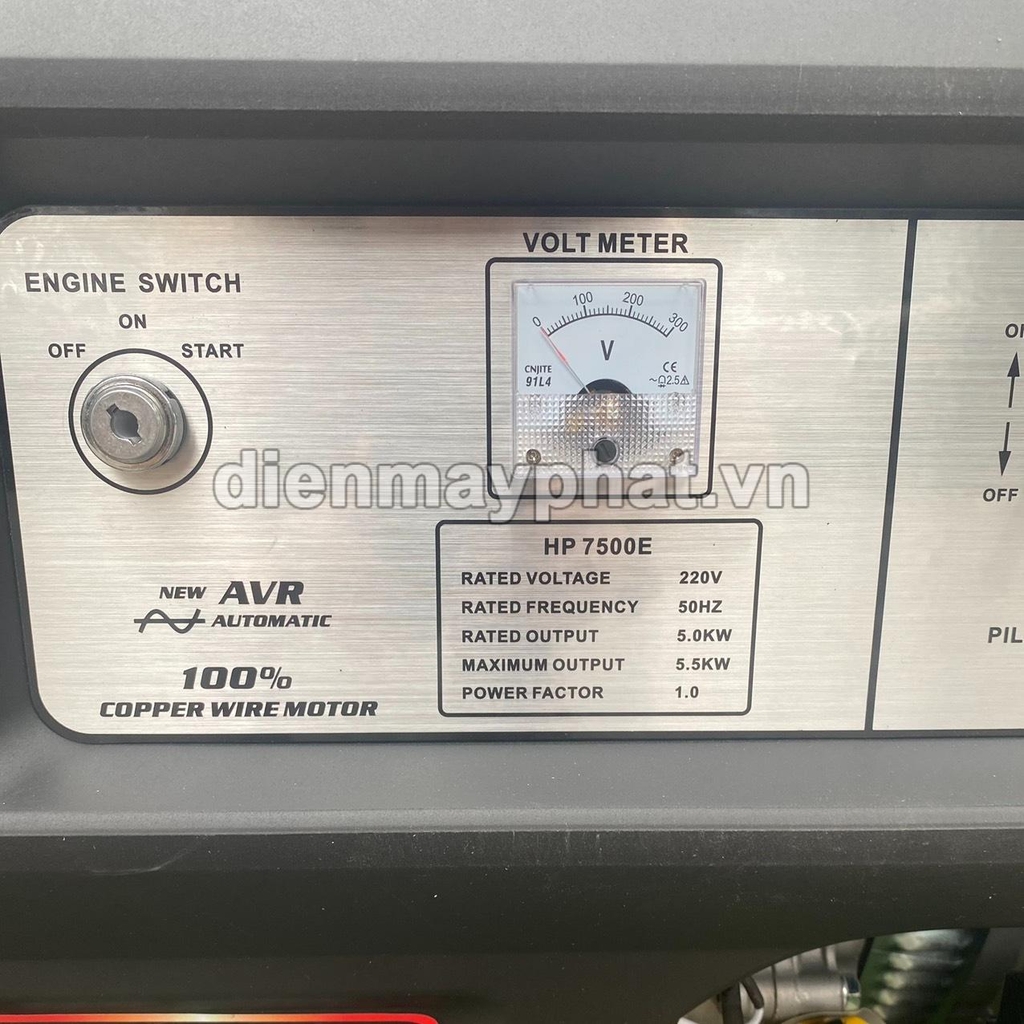 VOLT METER
ENGINE SWITCH
ON
OFF START
0 100 200 300
V
CNJITE
91L4
CE
2.5
dienmayphat.vn
HP 7500E
RATED VOLTAGE 220V
RATED FREQUENCY 50HZ
RATED OUTPUT 5.0KW
MAXIMUM OUTPUT 5.5KW
POWER FACTOR 1.0
NEW AVR
AUTOMATIC
100%
COPPER WIRE MOTOR
OFF
PIL